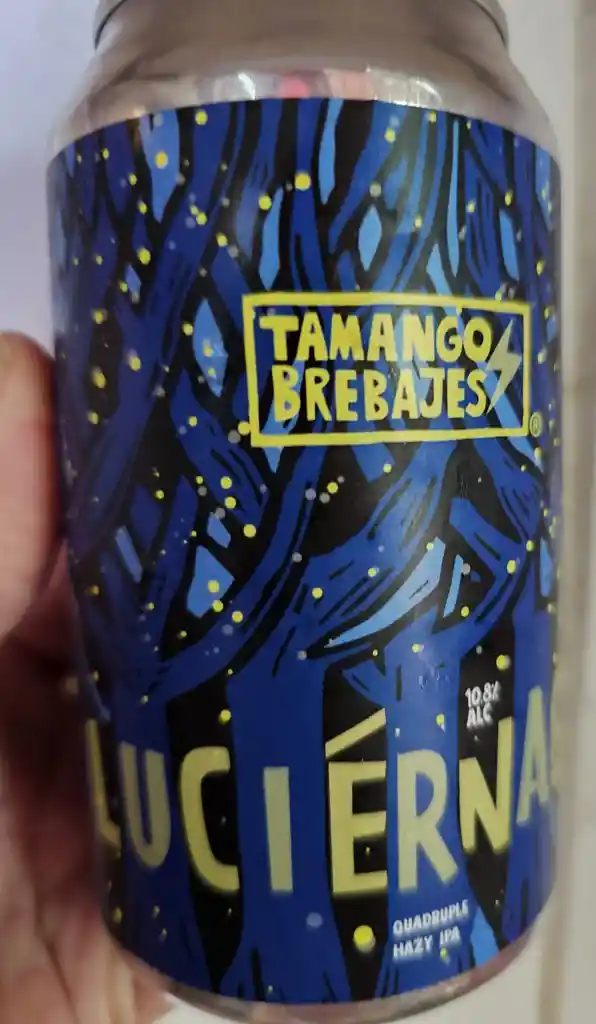 TAMANGO
BREBAJES
®
10.8%
ALC
LUCIÉRNA
QUADRUPLE
HAZY IPA